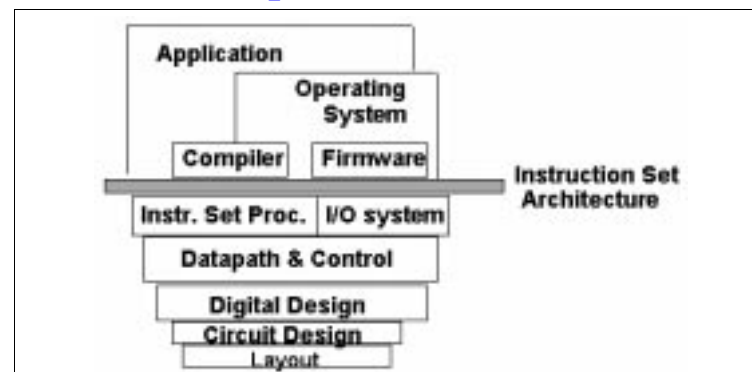 Application
Operating
System
Compiler
Firmware
Instruction Set
Architecture
Instr. Set Proc.
I/O system
Datapath & Control
Digital Design
Circuit Design
Layout